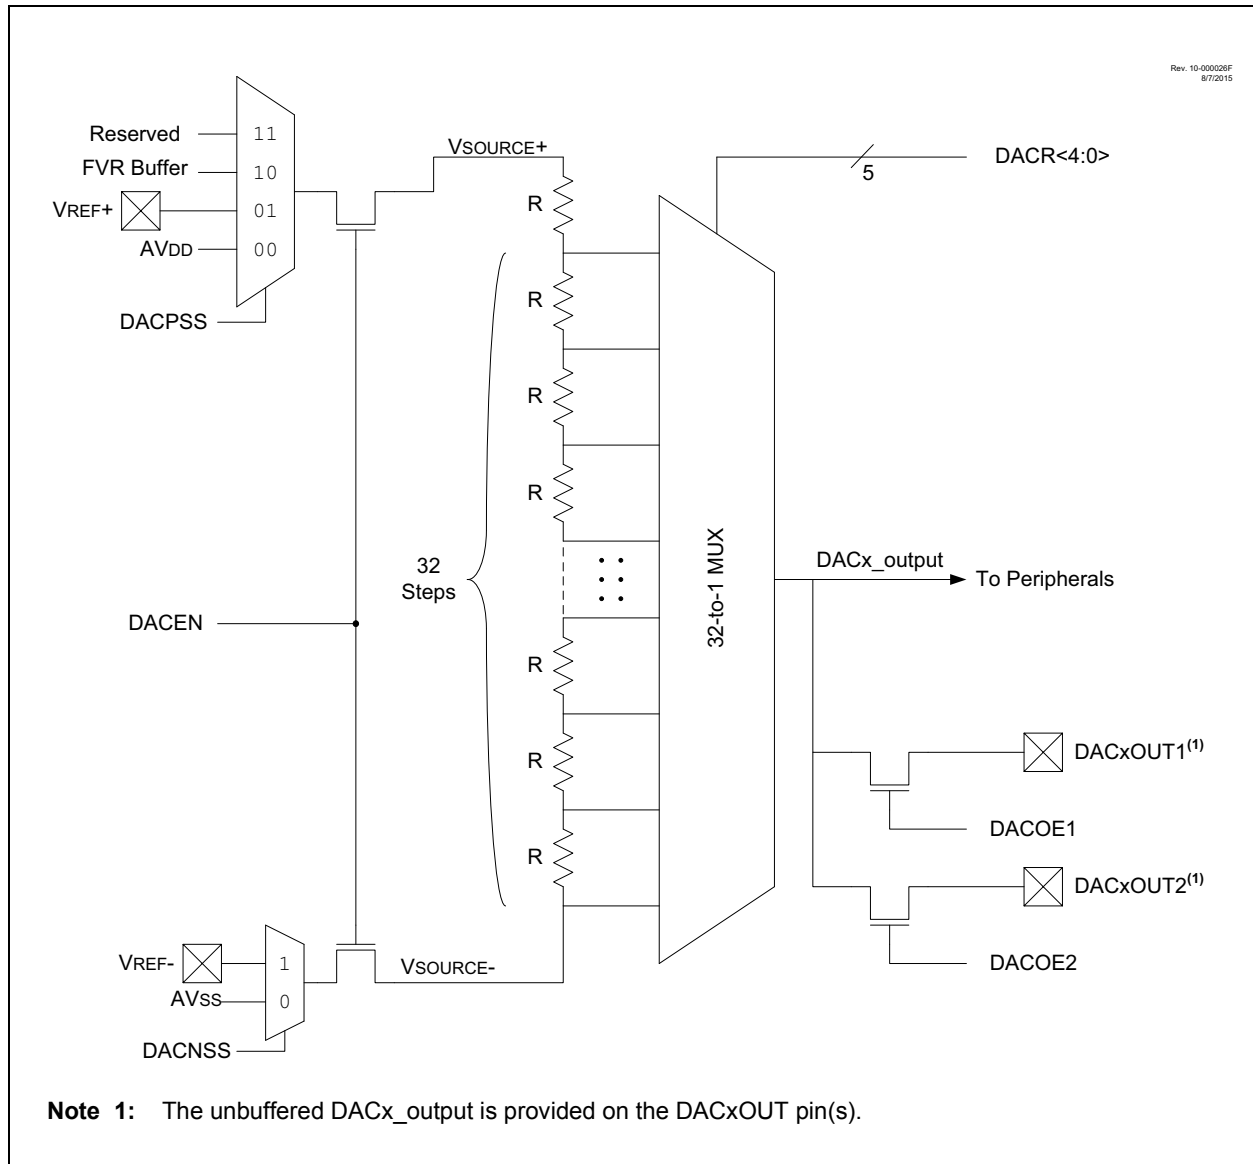 Rev. 10-000026F
8/7/2015
Reserved
11
FVR Buffer
10
VREF+
01
AVDD
00
DACPSS
VSOURCE+
DACR<4:0>
5
R
R
R
R
32
Steps
32-to-1 MUX
DACx_output
To Peripherals
DACEN
R
R
R
DACxOUT1(1)
DACOE1
DACxOUT2(1)
DACOE2
VREF-
1
AVSS
0
VSOURCE-
DACNSS
Note 1: The unbuffered DACx_output is provided on the DACxOUT pin(s).